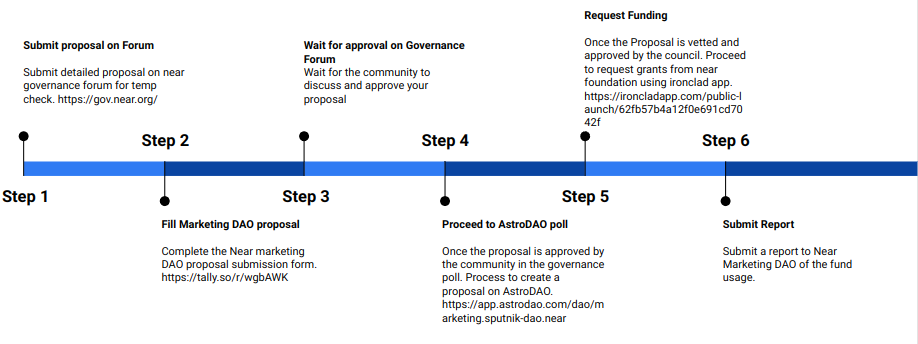 Submit proposal on Forum
Submit detailed proposal on near
governance forum for temp
check. https://gov.near.org/
Step 1
Step 2
Fill Marketing DAO proposal
Complete the Near marketing
DAO proposal submission form.
https://tally.so/r/wgbAWK
Wait for approval on Governance
Forum
Wait for the community to
discuss and approve your
proposal
Step 3
Step 4
Proceed to AstroDAO poll
Once the proposal is approved by
the community in the governance
poll. Process to create a
proposal on AstroDAO.
https://app.astrodao.com/dao/m
arketing.sputnik-dao.near
Request Funding
Once the Proposal is vetted and
approved by the council. Proceed
to request grants from near
foundation using ironclad app.
https://ironcladapp.com/public-l
aunch/62fb57b4a12f0e691cd70
42f
Step 5
Step 6
Submit Report
Submit a report to Near
Marketing DAO of the fund
usage.